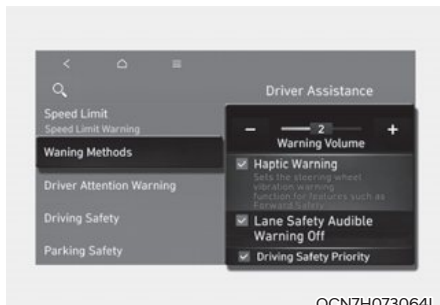 Driver Assistance
Speed Limit
Speed Limit Warning
Waning Methods
Driver Attention Warning
Driving Safety
Parking Safety
2
Warning Volume
Haptic Warning
Sets the steering wheel
vibration warning
function for features such as
Forward Safety
Lane Safety Audible
Warning Off
Driving Safety Priority
OCN7H073064L